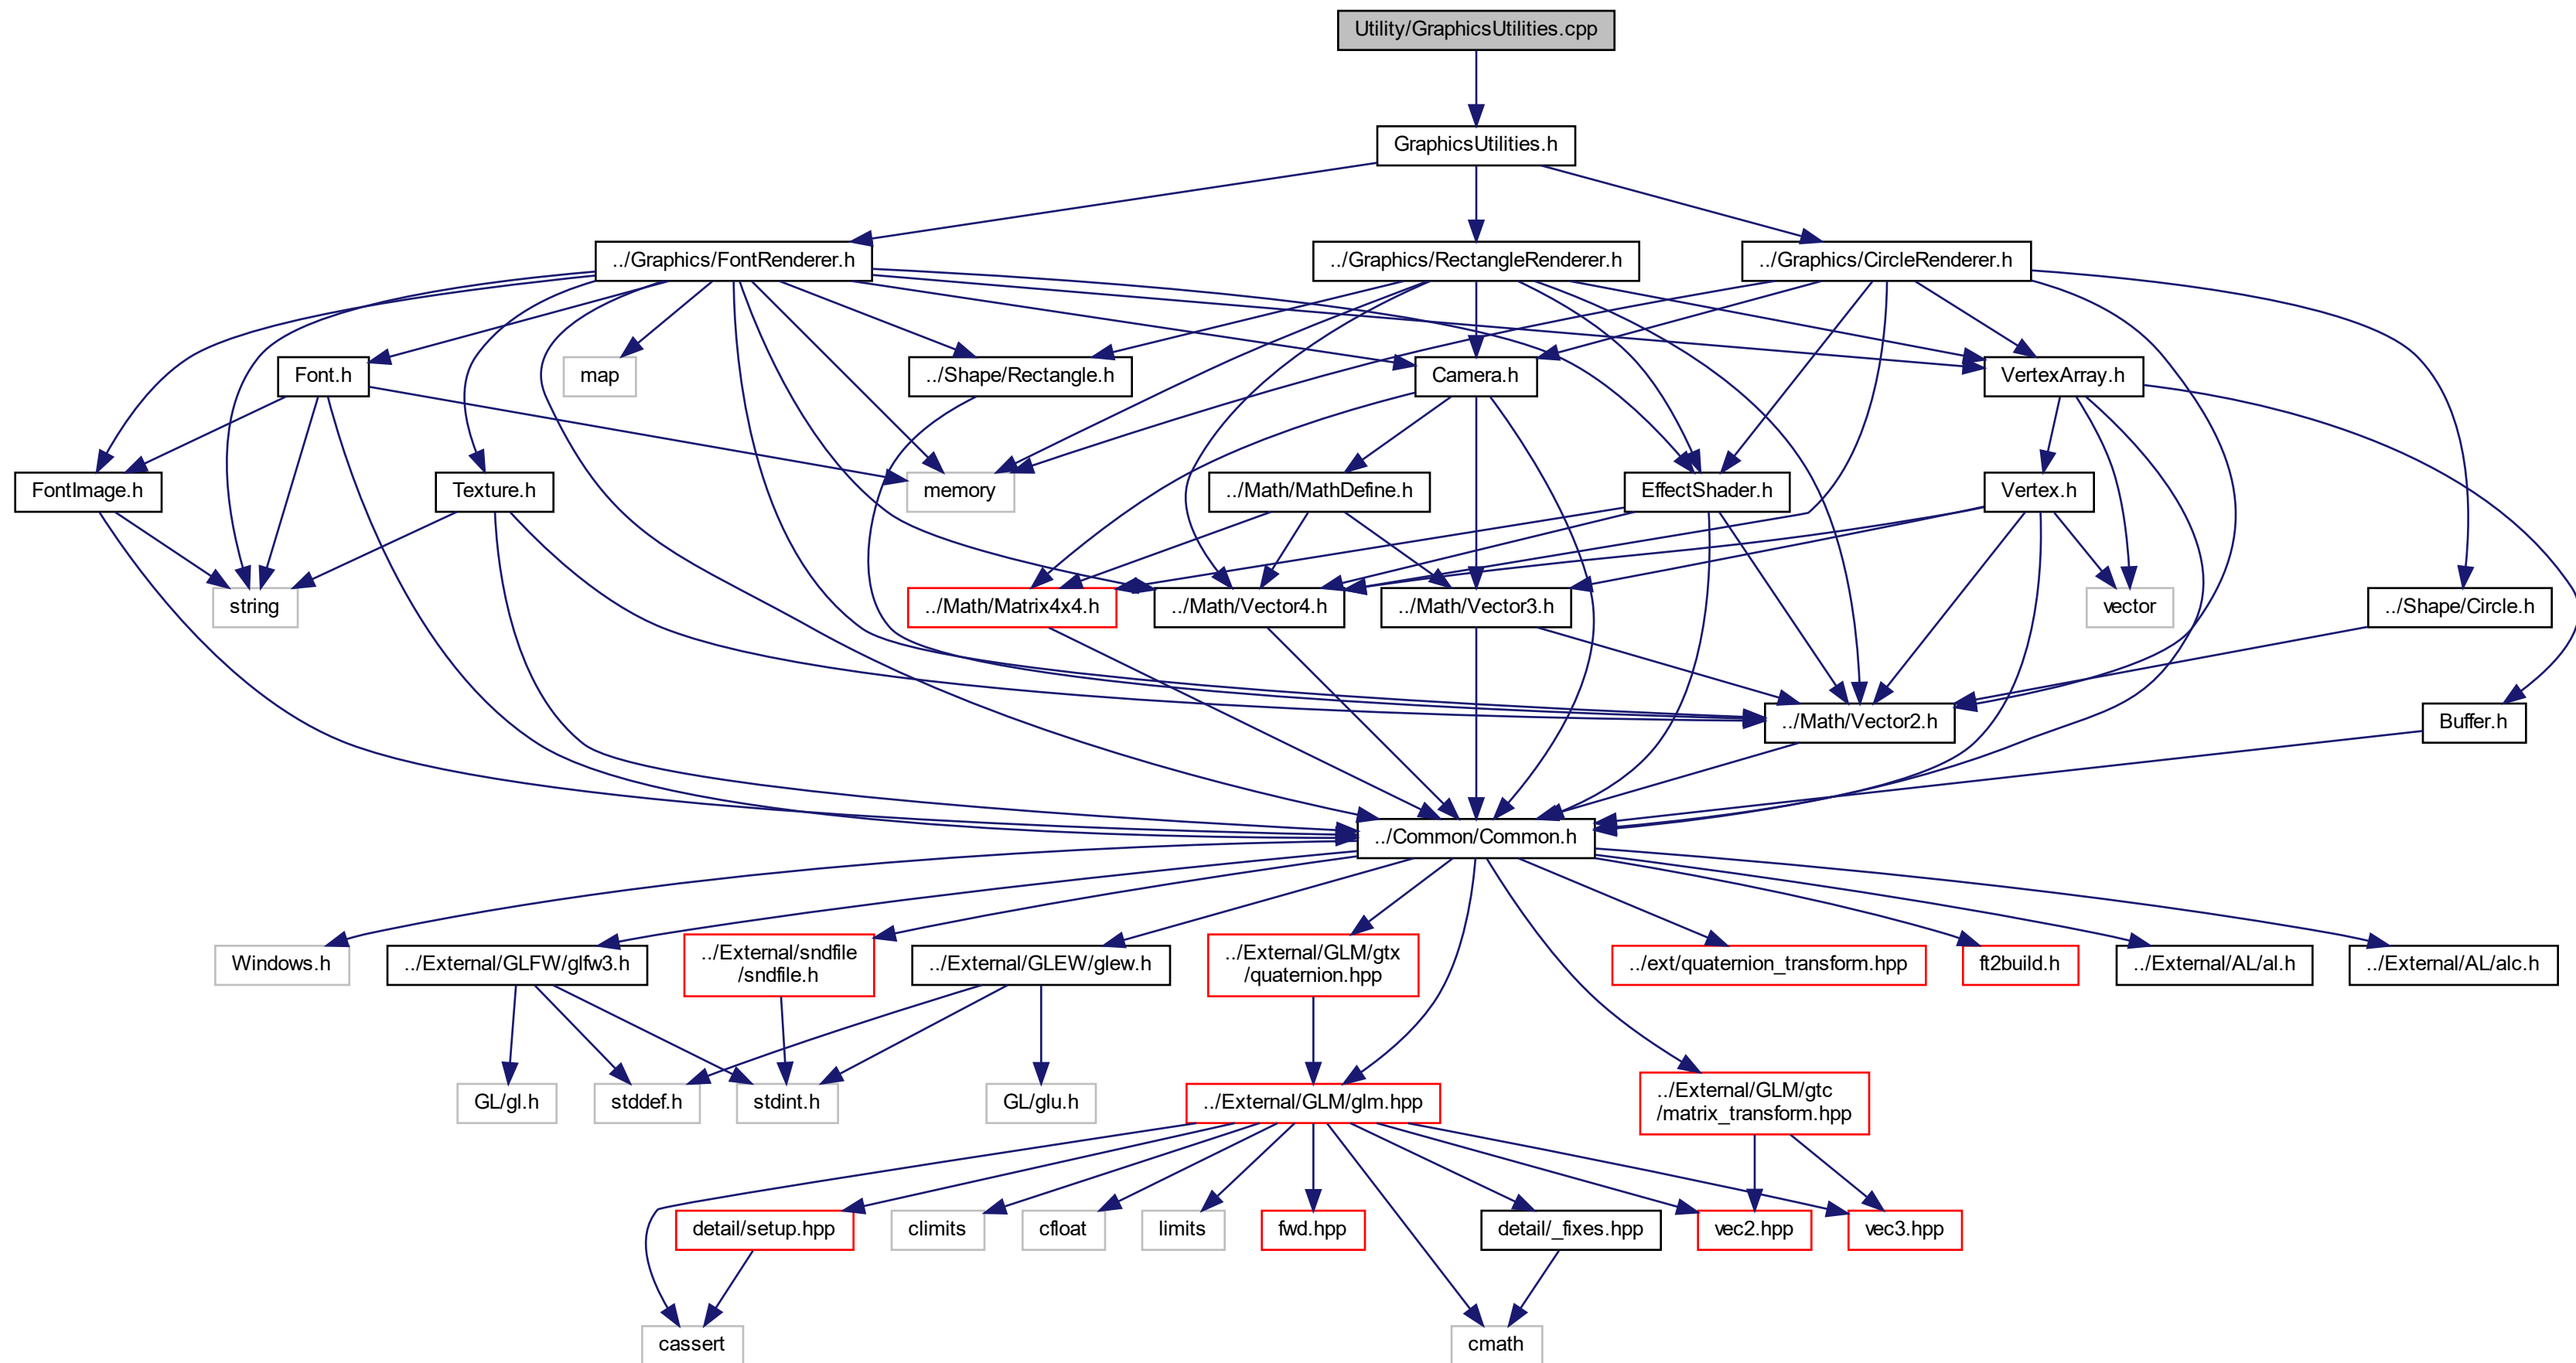 Utility/GraphicsUtilities.cpp
GraphicsUtilities.h
../Graphics/FontRenderer.h
../Graphics/RectangleRenderer.h
../Graphics/CircleRenderer.h
Font.h
map
../Shape/Rectangle.h
Camera.h
VertexArray.h
FontImage.h
Texture.h
memory
../Math/MathDefine.h
EffectShader.h
Vertex.h
string
../Math/Matrix4x4.h
../Math/Vector4.h
../Math/Vector3.h
vector
../Shape/Circle.h
../Math/Vector2.h
Buffer.h
../Common/Common.h
Windows.h
../External/GLFW/glfw3.h
../External/sndfile
/sndfile.h
../External/GLEW/glew.h
../External/GLM/gtx
/quaternion.hpp
../ext/quaternion_transform.hpp
ft2build.h
../External/AL/al.h
../External/AL/alc.h
GL/gl.h
stddef.h
stdint.h
GL/glu.h
../External/GLM/glm.hpp
../External/GLM/gtc
/matrix_transform.hpp
detail/setup.hpp
climits
cfloat
limits
fwd.hpp
detail/_fixes.hpp
vec2.hpp
vec3.hpp
cassert
cmath